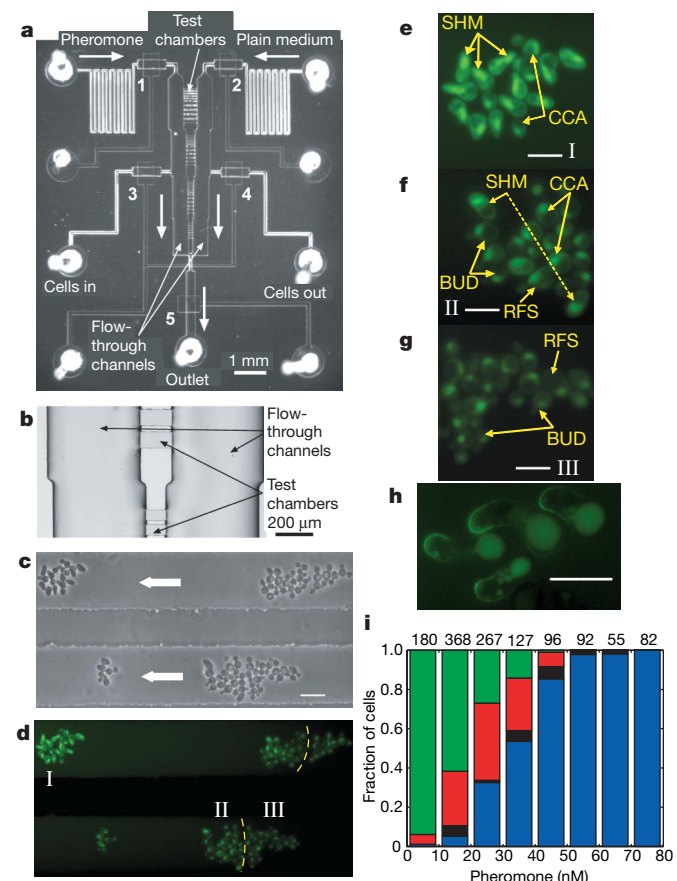 a
Test
chambers
Pheromone
Plain medium
1
2
3
4
Cells in
Cells out
5
Flow-
through
channels
1 mm
Outlet
b
Flow-
through
channels
Test
chambers
200 μm
c
d
I
II
III
e
SHM
CCA
I
f
SHM
CCA
BUD
II
RFS
g
RFS
BUD
III
h
i
180 368 267 127 96 92 55 82
1.0
0.8
0.6
0.4
0.2
0
Fraction of cells
0 10 20 30 40 50 60 70 80
Pheromone (nM)